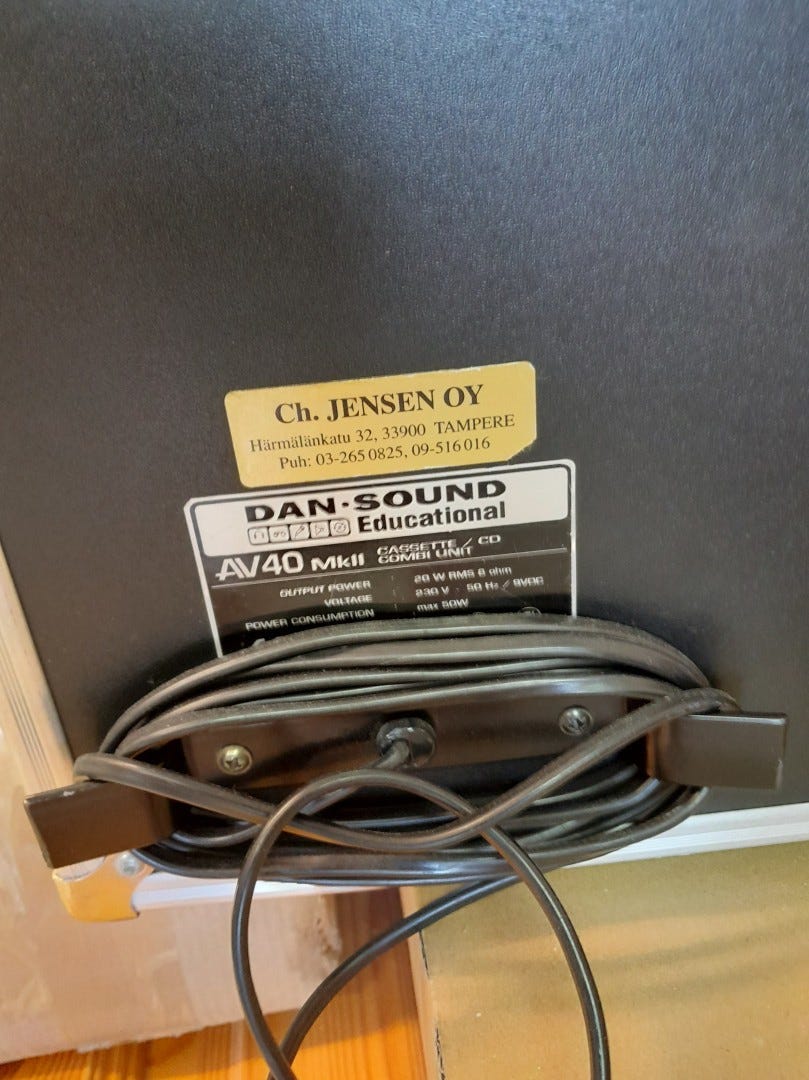 Ch. JENSEN OY
Härmälänkatu 32, 33900 TAMPERE
Puh: 03-265 0825, 09-516 016
DAN·SOUND
Educational
AV40 MkII CASSETTE / CD
COMBI UNIT
OUTPUT POWER 20 W RMS 8 ohm
VOLTAGE 230 V 50 Hz / 9VDC
POWER CONSUMPTION max 50W